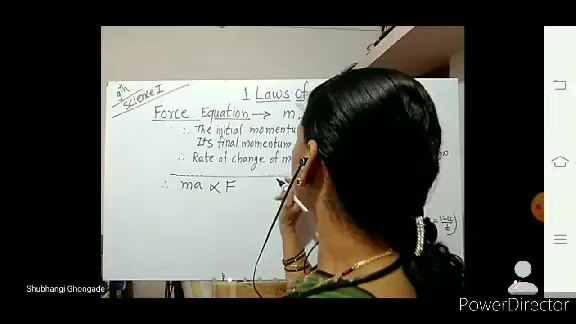 9th
Science I
1 Laws of
Force Equation → m.
∴ The initial momentu
Its final momentum
∴ Rate of change of m
∴ ma ∝ F
Shubhangi Ghongade
PowerDirector